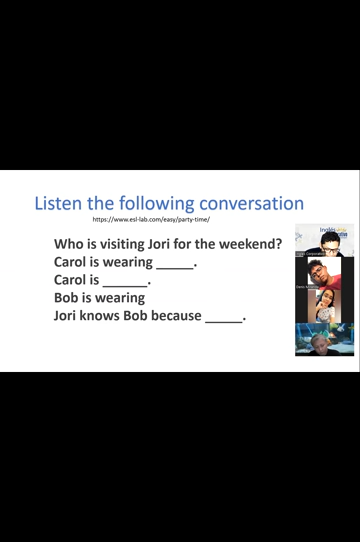 Listen the following conversation
https://www.esl-lab.com/easy/party-time/
Who is visiting Jori for the weekend?
Carol is wearing _____.
Carol is ______.
Bob is wearing
Jori knows Bob because _____.